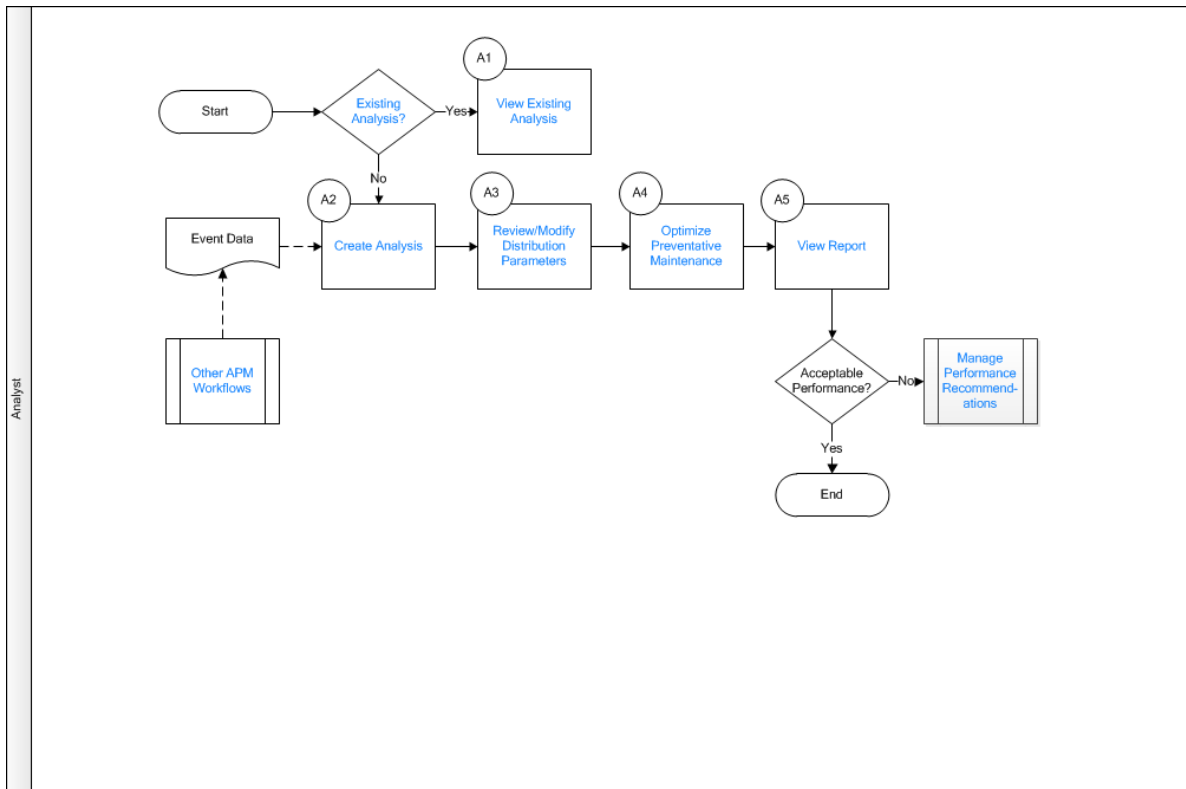 A1
Start
Existing
Analysis?
Yes
View Existing
Analysis
No
A2
A3
A4
A5
Event Data
Create Analysis
Review/Modify
Distribution
Parameters
Optimize
Preventative
Maintenance
View Report
Other APM
Workflows
Analyst
Acceptable
Performance?
No
Manage
Performance
Recommend-
ations
Yes
End